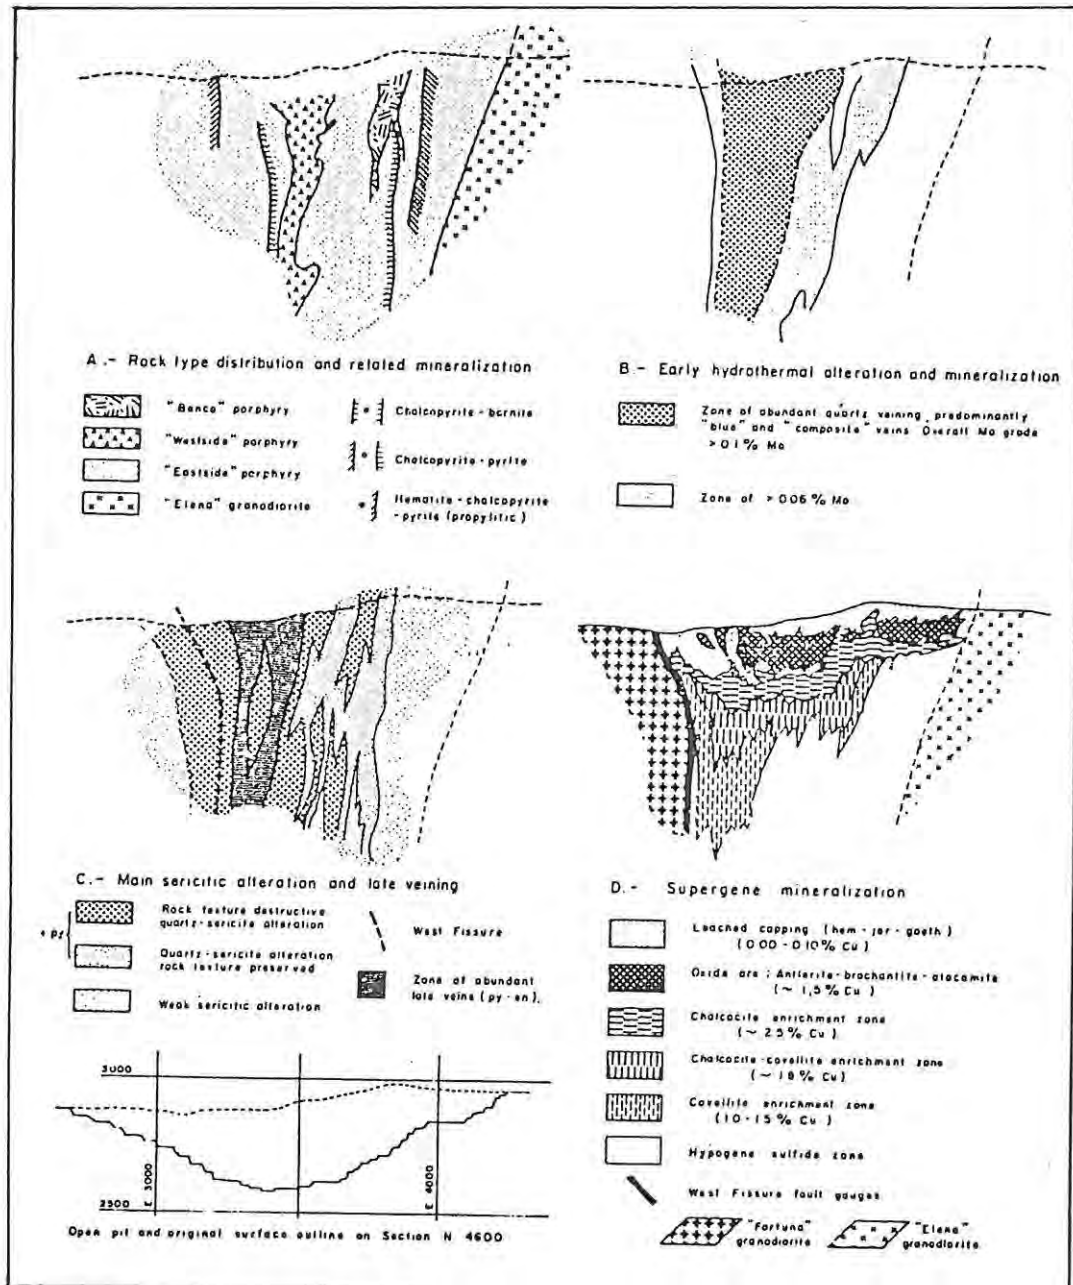 A.- Rock type distribution and related mineralization
"Banco" porphyry
"Westside" porphyry
"Eastside" porphyry
"Elena" granodiorite
Chalcopyrite - bornite
Chalcopyrite - pyrite
Hematite - chalcopyrite
- pyrite (propylitic)
B.- Early hydrothermal alteration and mineralization
Zone of abundant quartz veining, predominantly
"blue" and "composite" veins Overall Mo grade
> 0.1 % Mo
Zone of > 0.06 % Mo
C.- Main sericitic alteration and late veining
Rock texture destructive
quartz-sericite alteration
Quartz-sericite alteration
rock texture preserved
Weak sericitic alteration
West Fissure
Zone of abundant
late veins (py-en).
D.- Supergene mineralization
Leached capping (hem - jar - goeth)
(0.00 - 0.10 % Cu)
Oxide ore : Antlerite-brochantite-atacamite
(~ 1,5 % Cu)
Chalcocite enrichment zone
(~ 2.5 % Cu)
Chalcocite-covellite enrichment zone
(~ 1.8 % Cu)
Covellite enrichment zone
(1.0 - 1.5 % Cu)
Hypogene sulfide zone
West Fissure fault gouges
"Fortuna"
granodiorite
"Elena"
granodiorite
3000
2500
E 3000
E 4000
Open pit and original surface outline on Section N 4600